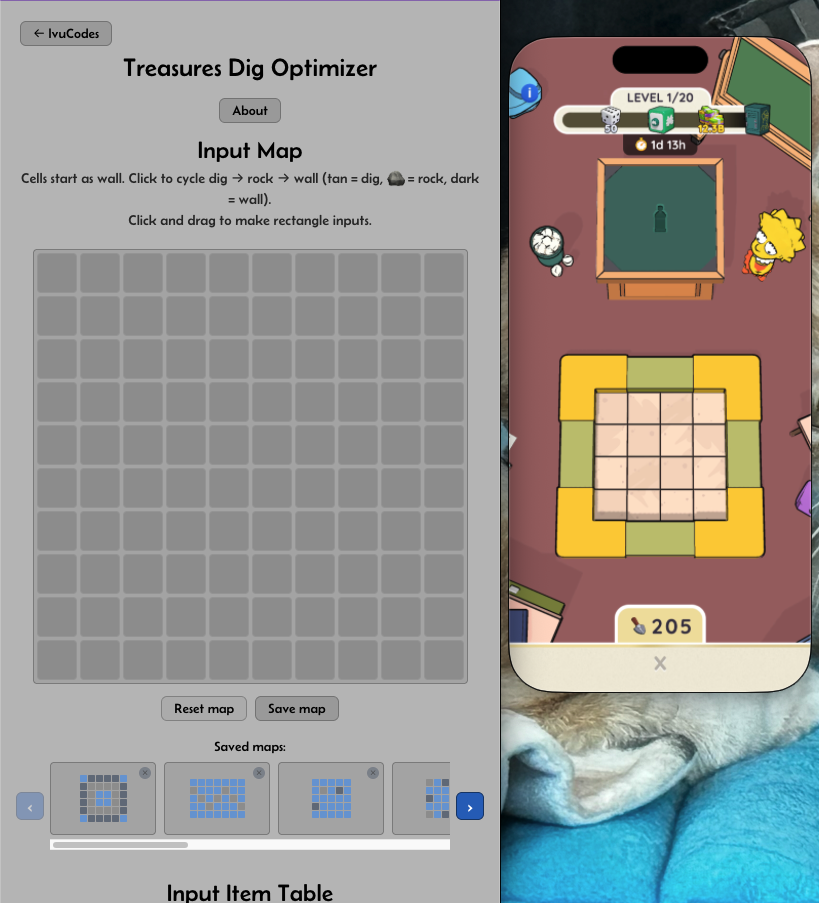 ← IvuCodes
Treasures Dig Optimizer
About
Input Map
Cells start as wall. Click to cycle dig → rock → wall (tan = dig, = rock, dark
= wall).
Click and drag to make rectangle inputs.
Reset map
Save map
Saved maps:
Input Item Table
LEVEL 1/20
50
12.3B
1d 13h
205